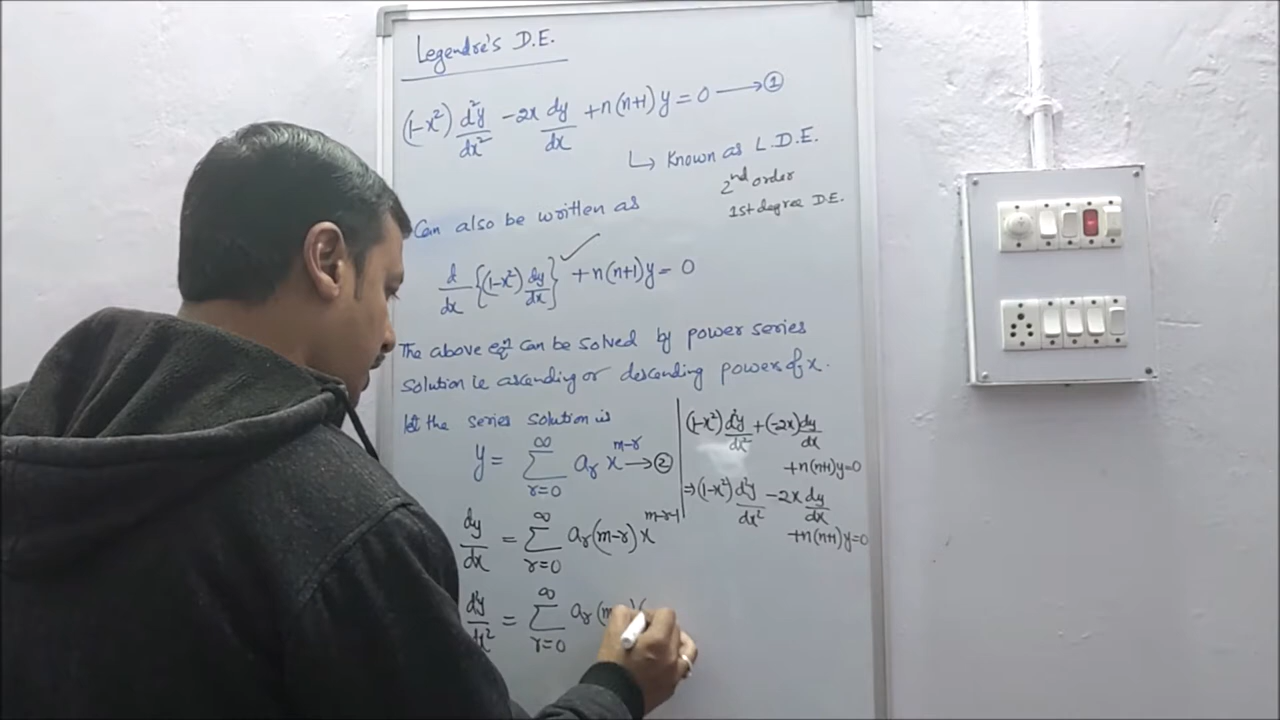 Legendre's D.E.
(1-x²) d²y/dx² - 2x dy/dx + n(n+1)y = 0 → ①
↳ Known as L.D.E.
2nd order
1st degree D.E.
Can also be written as
d/dx {(1-x²) dy/dx} ✓ + n(n+1)y = 0
The above eqn can be solved by power series
solution ie ascending or descending powers of x.
let the series solution is
y = ∑_{r=0}^{∞} a_r x^{m-r} → ②
dy/dx = ∑_{r=0}^{∞} a_r (m-r) x^{m-r-1}
d²y/dx² = ∑_{r=0}^{∞} a_r (m
(1-x²) d²y/dx² + (-2x) dy/dx
+ n(n+1)y = 0
⇒ (1-x²) d²y/dx² - 2x dy/dx
+ n(n+1)y = 0